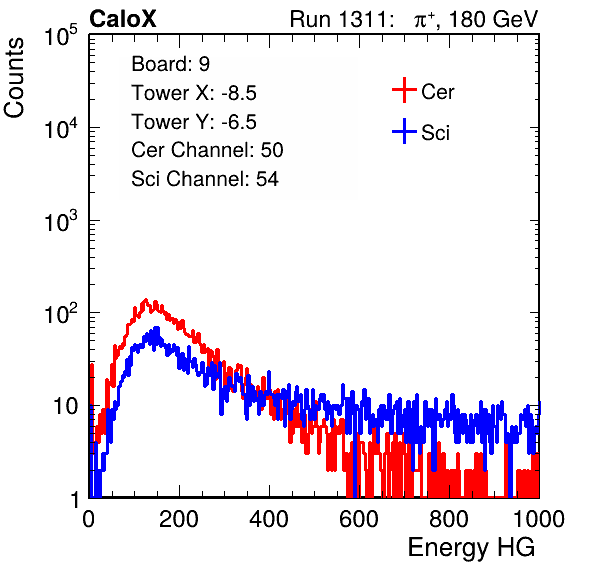 CaloX Run 1311: π⁺, 180 GeV
Counts
Board: 9
Tower X: -8.5
Tower Y: -6.5
Cer Channel: 50
Sci Channel: 54
Cer
Sci
10⁵
10⁴
10³
10²
10
1
0 200 400 600 800 1000
Energy HG